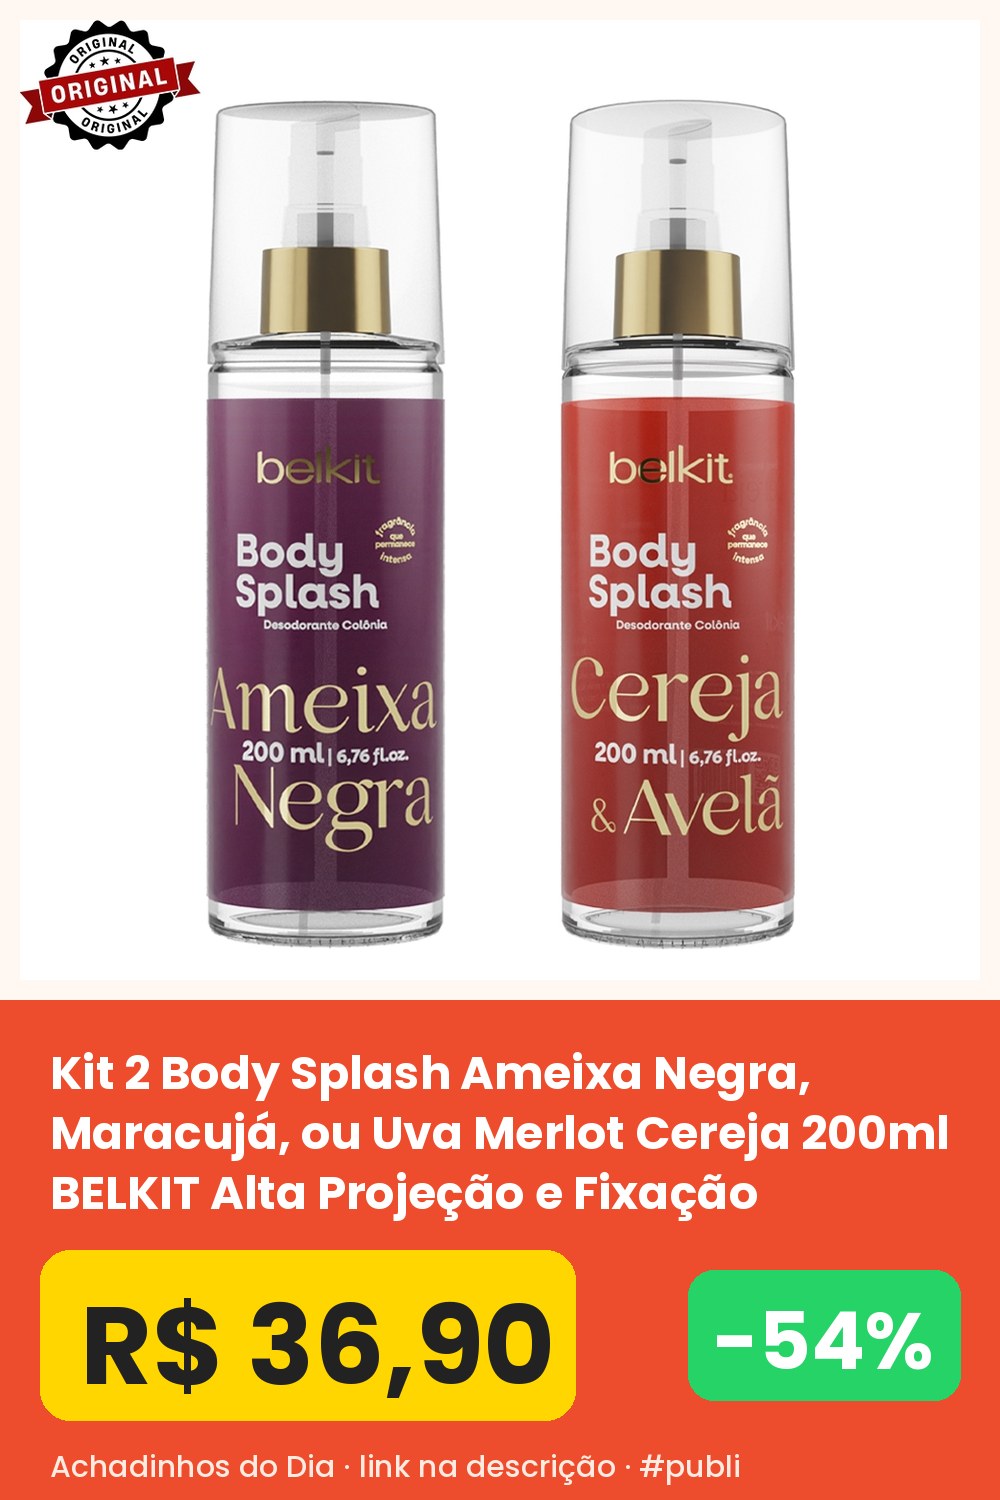 ORIGINAL
ORIGINAL
ORIGINAL
belkit
Body
Splash
Desodorante Colônia
fragrância
que
permanece
intensa
Ameixa
200 ml | 6,76 fl.oz.
Negra
belkit
Body
Splash
Desodorante Colônia
fragrância
que
permanece
intensa
Cereja
200 ml | 6,76 fl.oz.
& Avelã
Kit 2 Body Splash Ameixa Negra,
Maracujá, ou Uva Merlot Cereja 200ml
BELKIT Alta Projeção e Fixação
R$ 36,90
-54%
Achadinhos do Dia · link na descrição · #publi